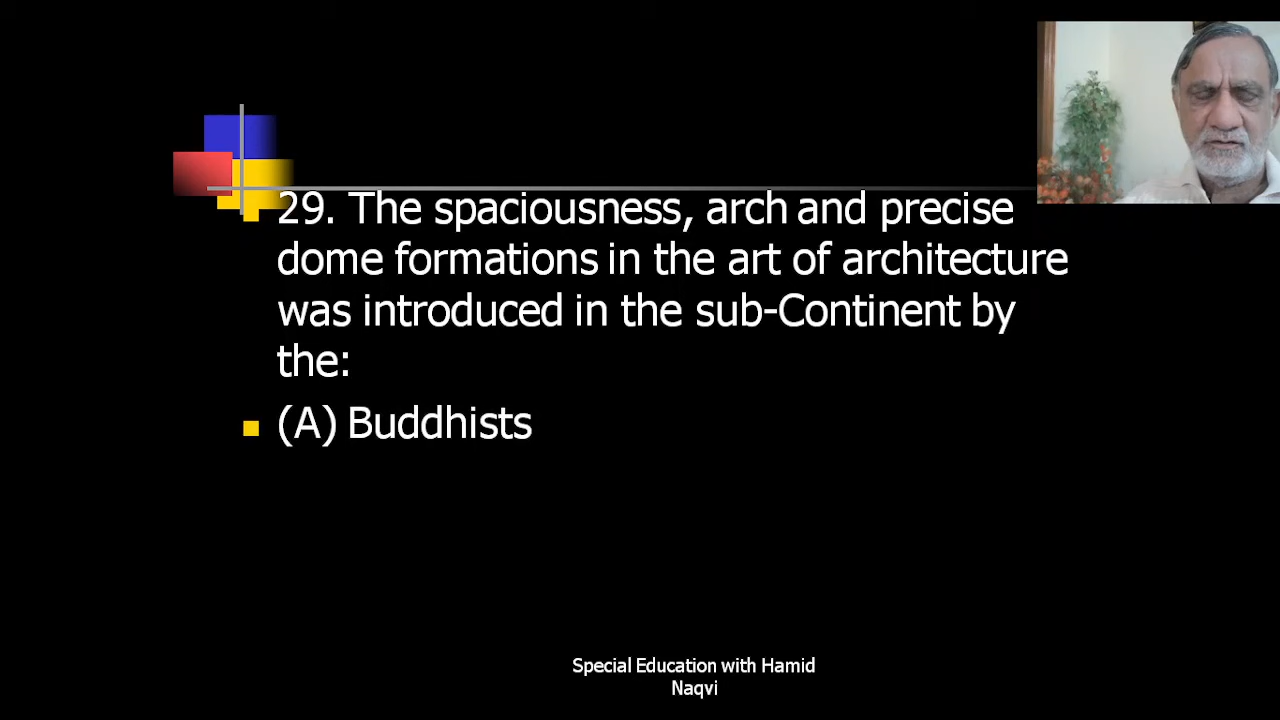 29. The spaciousness, arch and precise
dome formations in the art of architecture
was introduced in the sub-Continent by
the:
(A) Buddhists
Special Education with Hamid
Naqvi